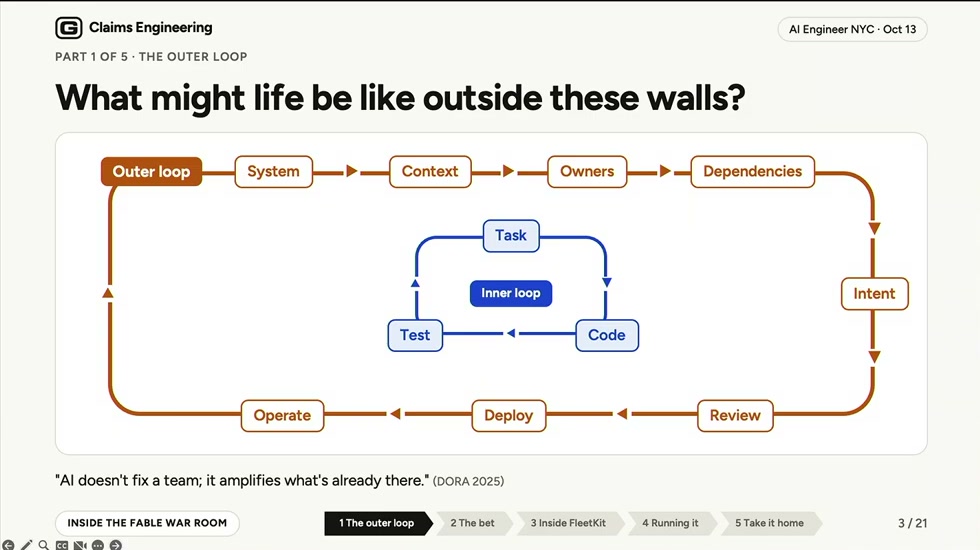 Claims Engineering
AI Engineer NYC · Oct 13
PART 1 OF 5 · THE OUTER LOOP
What might life be like outside these walls?
Outer loop
System
Context
Owners
Dependencies
Task
Inner loop
Intent
Test
Code
Operate
Deploy
Review
"AI doesn't fix a team; it amplifies what's already there." (DORA 2025)
INSIDE THE FABLE WAR ROOM
1 The outer loop
2 The bet
3 Inside FleetKit
4 Running it
5 Take it home
3 / 21